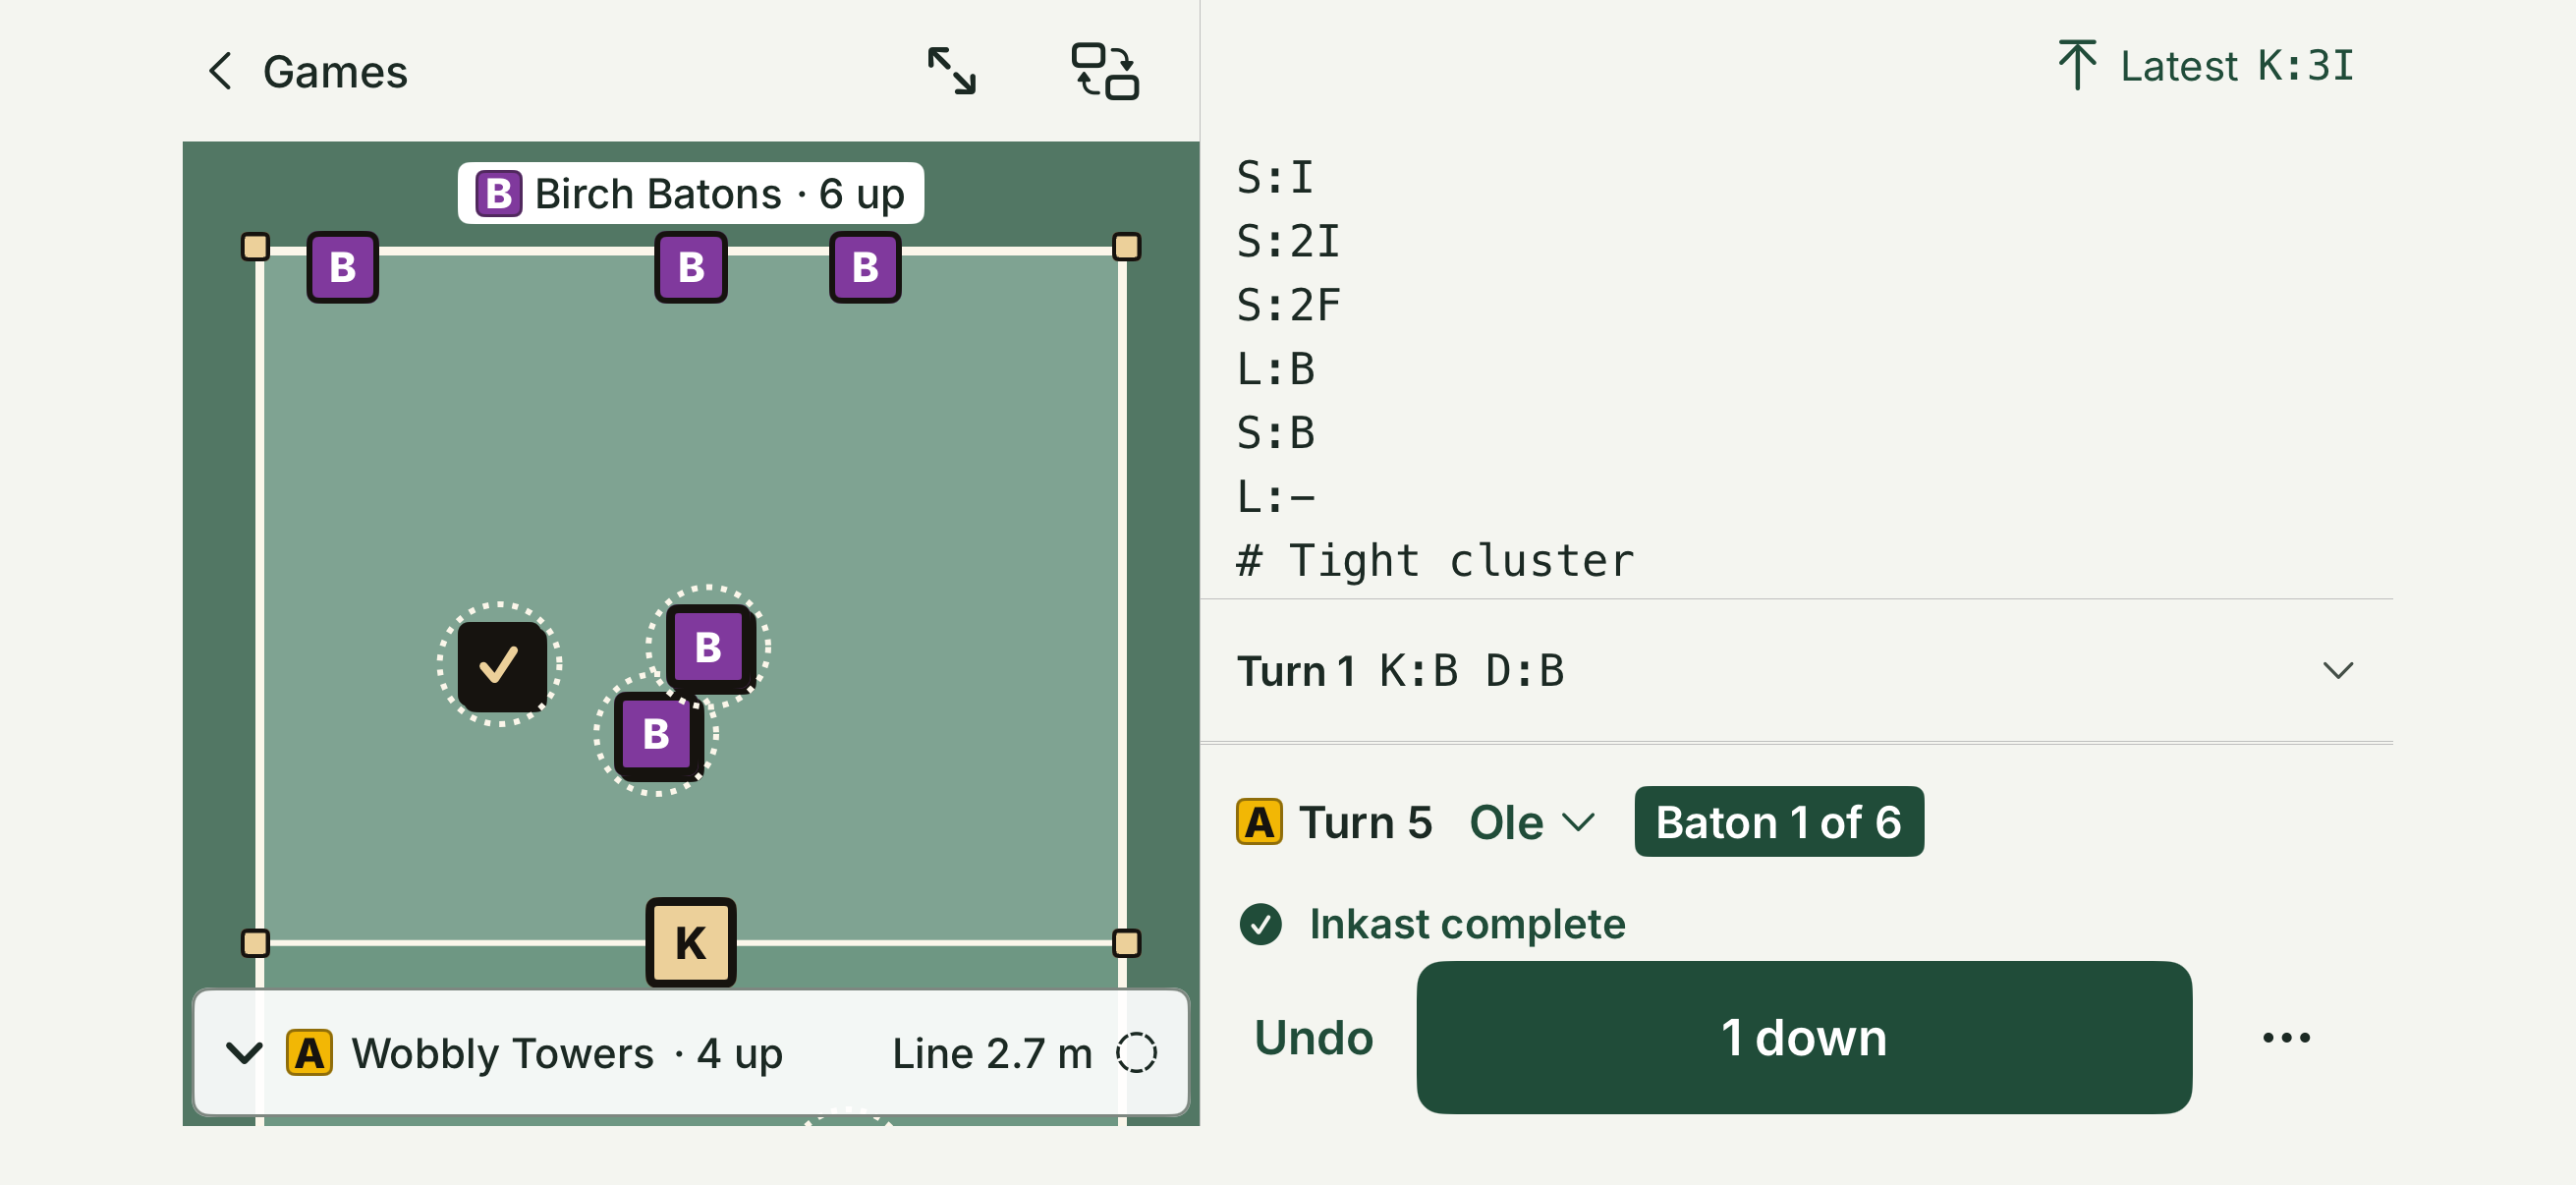 Games
B Birch Batons · 6 up
B B B
B
B
K
A Wobbly Towers · 4 up Line 2.7 m
Latest K:3I
S:I
S:2I
S:2F
L:B
S:B
L:–
# Tight cluster
Turn 1 K:B D:B
A Turn 5 Ole Baton 1 of 6
Inkast complete
Undo 1 down